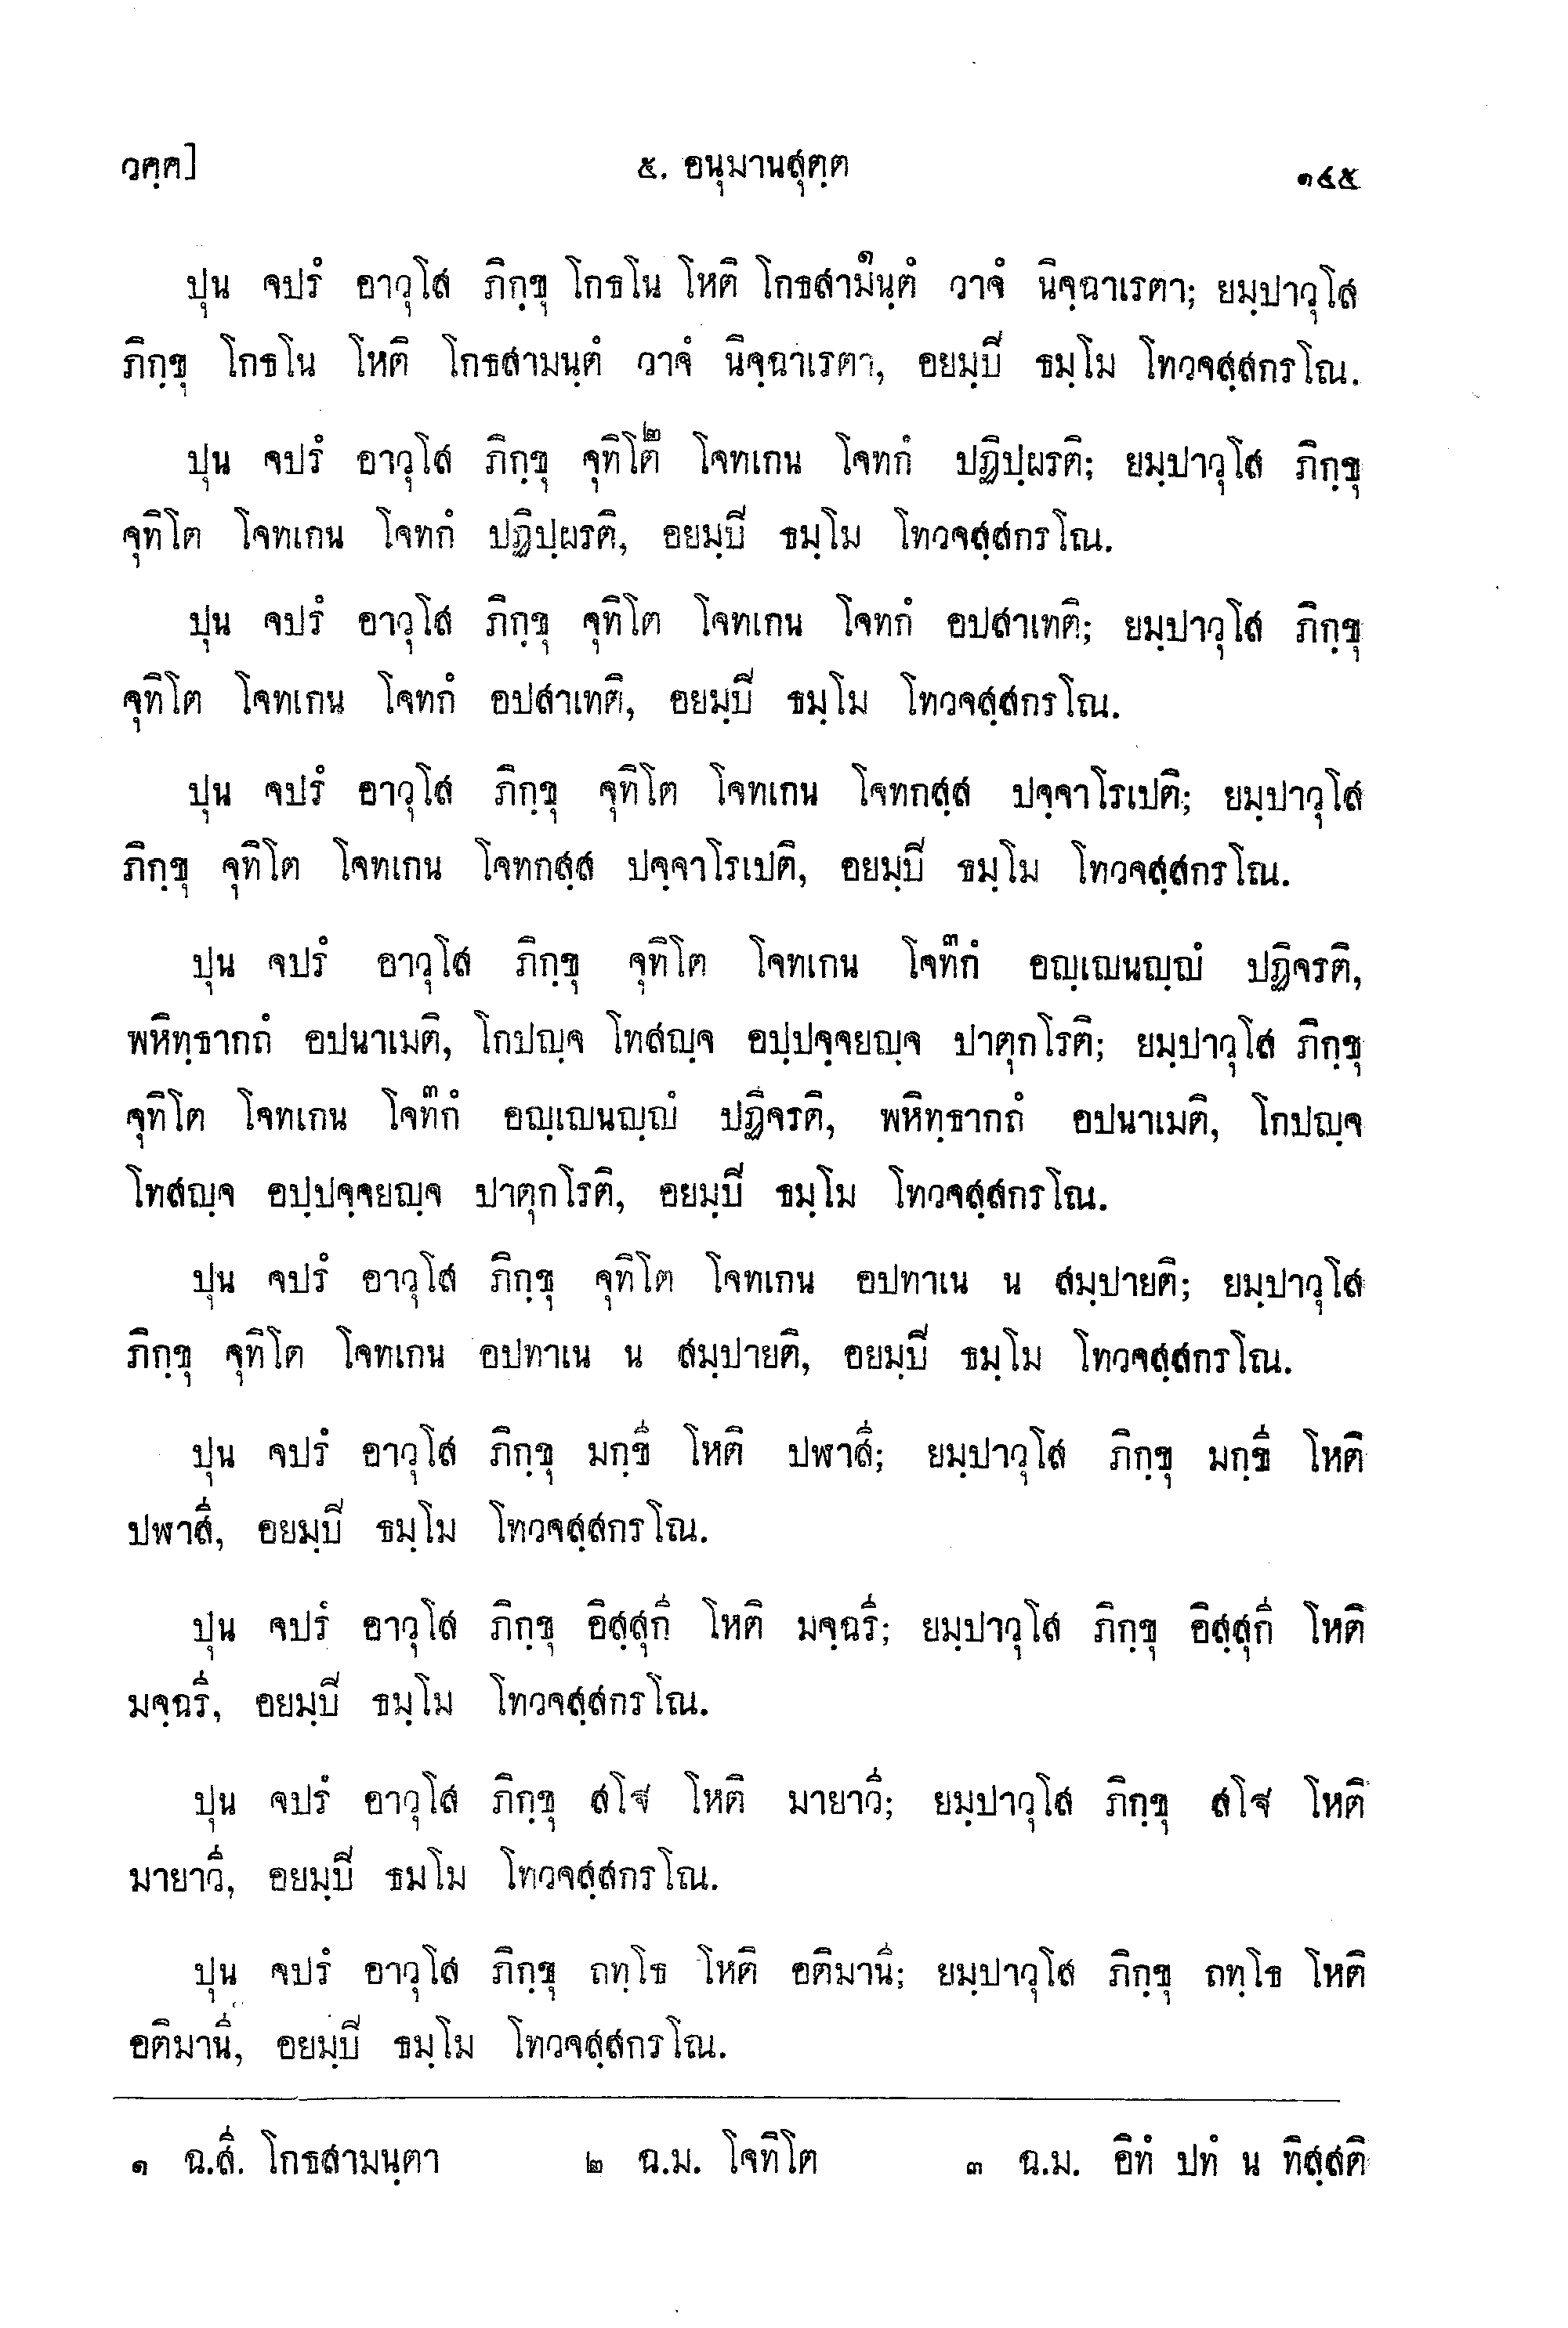 วคฺค]
๕. อนุมานสุตฺต
๑๔๕
ปุน จปรํ อาวุโส ภิกฺขุ โกธโน โหติ โกธสาม๑นฺตํ วาจํ นิจฺฉาเรตา; ยมฺปาวุโส
ภิกฺขุ โกธโน โหติ โกธสามนฺตํ วาจํ นิจฺฉาเรตา, อยมฺปิ ธมฺโม โทวจสฺสกรโณ.
ปุน จปรํ อาวุโส ภิกฺขุ จุทิโต๒ โจทเกน โจทกํ ปฏิปฺผรติ; ยมฺปาวุโส ภิกฺขุ
จุทิโต โจทเกน โจทกํ ปฏิปฺผรติ, อยมฺปิ ธมฺโม โทวจสฺสกรโณ.
ปุน จปรํ อาวุโส ภิกฺขุ จุทิโต โจทเกน โจทกํ อปสาเทติ; ยมฺปาวุโส ภิกฺขุ
จุทิโต โจทเกน โจทกํ อปสาเทติ, อยมฺปิ ธมฺโม โทวจสฺสกรโณ.
ปุน จปรํ อาวุโส ภิกฺขุ จุทิโต โจทเกน โจทกสฺส ปจฺจาโรเปติ; ยมฺปาวุโส
ภิกฺขุ จุทิโต โจทเกน โจทกสฺส ปจฺจาโรเปติ, อยมฺปิ ธมฺโม โทวจสฺสกรโณ.
ปุน จปรํ อาวุโส ภิกฺขุ จุทิโต โจทเกน โจท๓กํ อญฺเญนญฺญํ ปฏิจรติ,
พหิทฺธากถํ อปนาเมติ, โกปญฺจ โทสญฺจ อปฺปจฺจยญฺจ ปาตุกโรติ; ยมฺปาวุโส ภิกฺขุ
จุทิโต โจทเกน โจท๓กํ อญฺเญนญฺญํ ปฏิจรติ, พหิทฺธากถํ อปนาเมติ, โกปญฺจ
โทสญฺจ อปฺปจฺจยญฺจ ปาตุกโรติ, อยมฺปิ ธมฺโม โทวจสฺสกรโณ.
ปุน จปรํ อาวุโส ภิกฺขุ จุทิโต โจทเกน อปทาเน น สมฺปายติ; ยมฺปาวุโส
ภิกฺขุ จุทิโต โจทเกน อปทาเน น สมฺปายติ, อยมฺปิ ธมฺโม โทวจสฺสกรโณ.
ปุน จปรํ อาวุโส ภิกฺขุ มกฺขี โหติ ปฬาสี; ยมฺปาวุโส ภิกฺขุ มกฺขี โหติ
ปฬาสี, อยมฺปิ ธมฺโม โทวจสฺสกรโณ.
ปุน จปรํ อาวุโส ภิกฺขุ อิสฺสุกี โหติ มจฺฉรี; ยมฺปาวุโส ภิกฺขุ อิสฺสุกี โหติ
มจฺฉรี, อยมฺปิ ธมฺโม โทวจสฺสกรโณ.
ปุน จปรํ อาวุโส ภิกฺขุ สโฐ โหติ มายาวี; ยมฺปาวุโส ภิกฺขุ สโฐ โหติ
มายาวี, อยมฺปิ ธมโม โทวจสฺสกรโณ.
ปุน จปรํ อาวุโส ภิกฺขุ ถทฺโธ โหติ อติมานี; ยมฺปาวุโส ภิกฺขุ ถทฺโธ โหติ
อติมานี, อยมฺปิ ธมฺโม โทวจสฺสกรโณ.
๑ ฉ.สี. โกธสามนฺตา ๒ ฉ.ม. โจทิโต ๓ ฉ.ม. อิทํ ปทํ น ทิสฺสติ